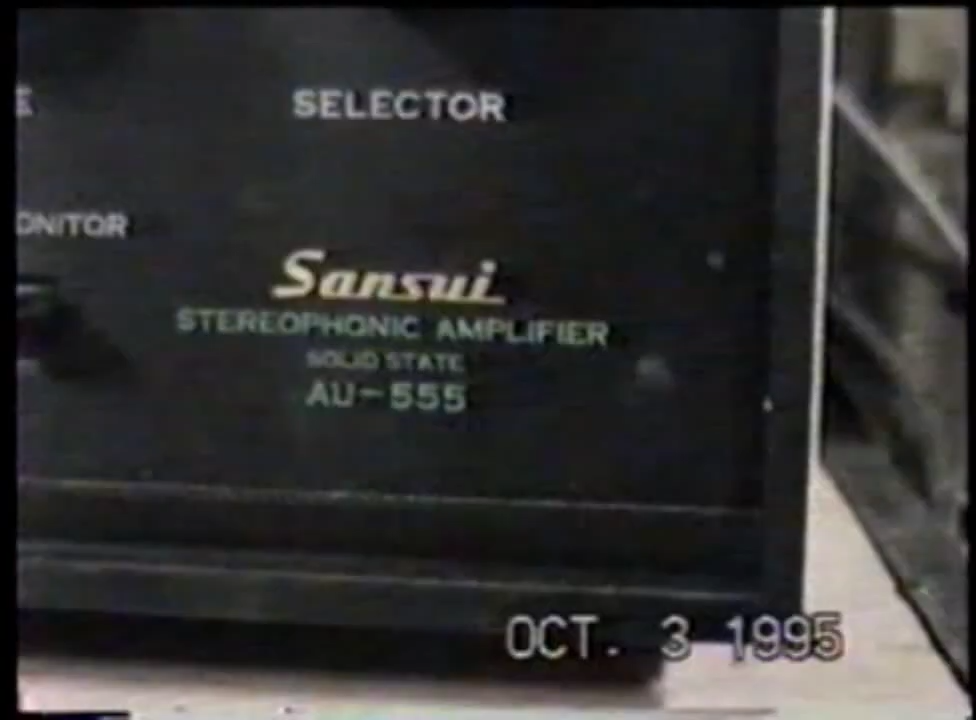 SELECTOR
ONITOR
Sansui
STEREOPHONIC AMPLIFIER
SOLID STATE
AU-555
OCT. 3 1995